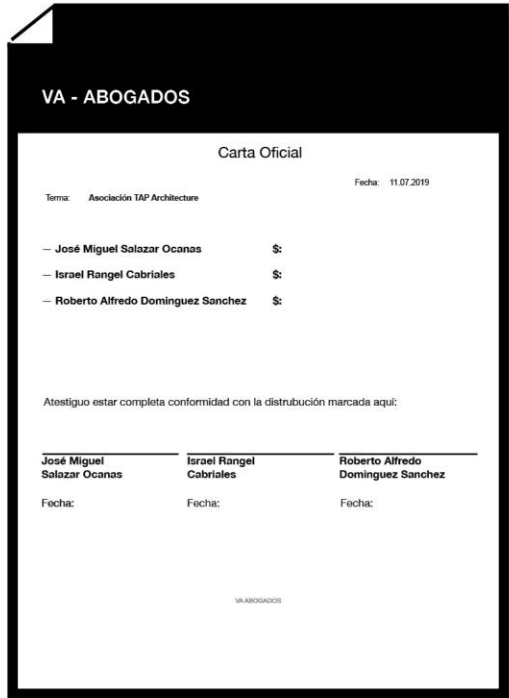 VA - ABOGADOS
Carta Oficial
Fecha: 11.07.2019
Terma: Asociación TAP Architecture
— José Miguel Salazar Ocanas $:
— Israel Rangel Cabriales $:
— Roberto Alfredo Dominguez Sanchez $:
Atestiguo estar completa conformidad con la distrubución marcada aquí:
José Miguel
Salazar Ocanas
Fecha:
Israel Rangel
Cabriales
Fecha:
Roberto Alfredo
Dominguez Sanchez
Fecha:
VA ABOGADOS